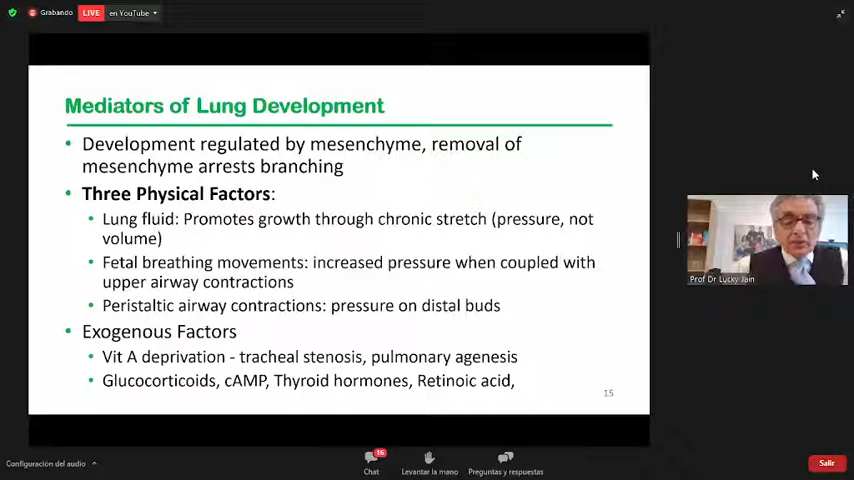 Grabando
LIVE
en YouTube
Mediators of Lung Development
• Development regulated by mesenchyme, removal of
mesenchyme arrests branching
• Three Physical Factors:
• Lung fluid: Promotes growth through chronic stretch (pressure, not
volume)
• Fetal breathing movements: increased pressure when coupled with
upper airway contractions
• Peristaltic airway contractions: pressure on distal buds
• Exogenous Factors
• Vit A deprivation - tracheal stenosis, pulmonary agenesis
• Glucocorticoids, cAMP, Thyroid hormones, Retinoic acid,
15
Prof Dr Lucky Jain
Configuración del audio
16
Chat
Levantar la mano
Preguntas y respuestas
Salir